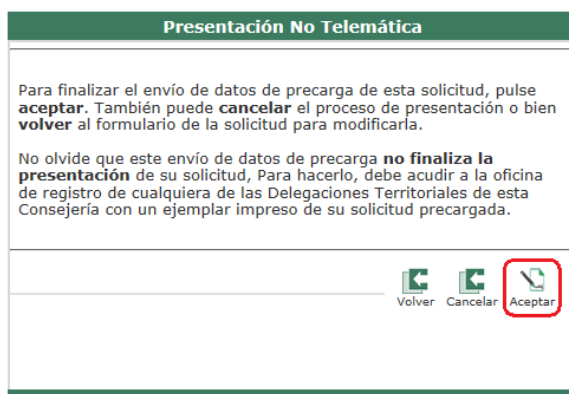 Presentación No Telemática
Para finalizar el envío de datos de precarga de esta solicitud, pulse
aceptar. También puede cancelar el proceso de presentación o bien
volver al formulario de la solicitud para modificarla.
No olvide que este envío de datos de precarga no finaliza la
presentación de su solicitud, Para hacerlo, debe acudir a la oficina
de registro de cualquiera de las Delegaciones Territoriales de esta
Consejería con un ejemplar impreso de su solicitud precargada.
Volver Cancelar Aceptar